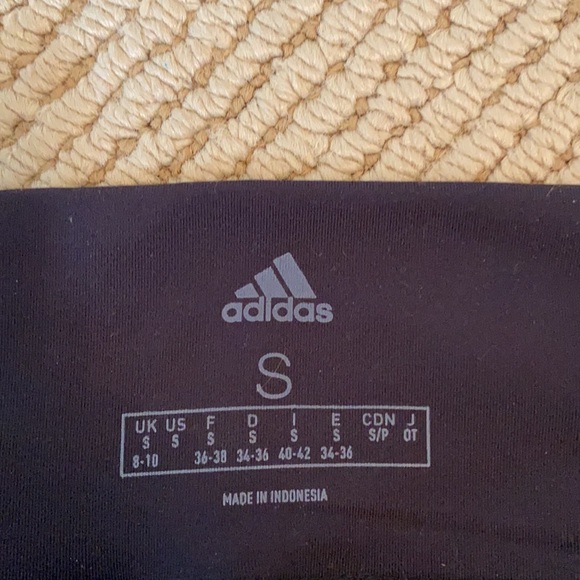 adidas
S
UK US F D I E CDN J
S S S S S S S/P OT
8-10 36-38 34-36 40-42 34-36
MADE IN INDONESIA